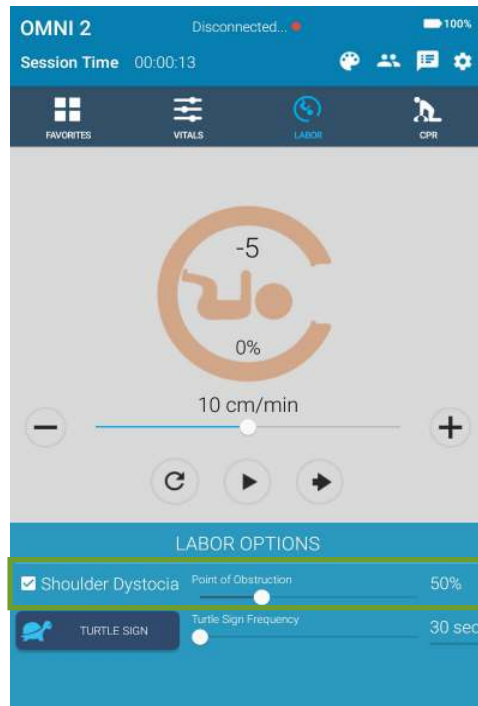 OMNI 2 Disconnected... 100%
Session Time 00:00:13
FAVORITES VITALS LABOR CPR
-5
0%
10 cm/min
LABOR OPTIONS
Shoulder Dystocia Point of Obstruction 50%
TURTLE SIGN Turtle Sign Frequency 30 sec